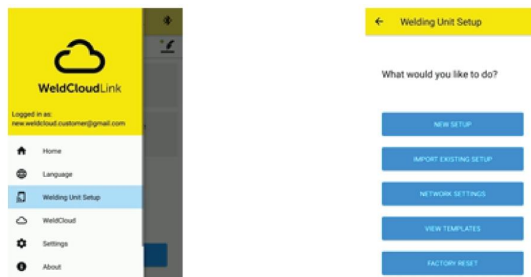 WeldCloudLink
Logged in as:
new.weldcloud.customer@gmail.com
Home
Language
Welding Unit Setup
WeldCloud
Settings
About
Welding Unit Setup
What would you like to do?
NEW SETUP
IMPORT EXISTING SETUP
NETWORK SETTINGS
VIEW TEMPLATES
FACTORY RESET